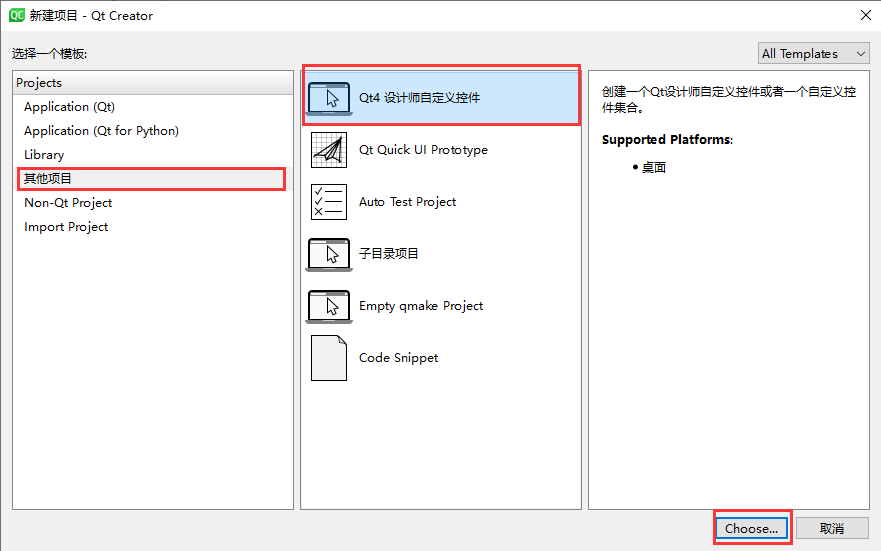 QC 新建项目 - Qt Creator
选择一个模板:
All Templates
Projects
Application (Qt)
Application (Qt for Python)
Library
其他项目
Non-Qt Project
Import Project
Qt4 设计师自定义控件
Qt Quick UI Prototype
Auto Test Project
子目录项目
Empty qmake Project
Code Snippet
创建一个Qt设计师自定义控件或者一个自定义控
件集合。
Supported Platforms:
• 桌面
Choose...
取消